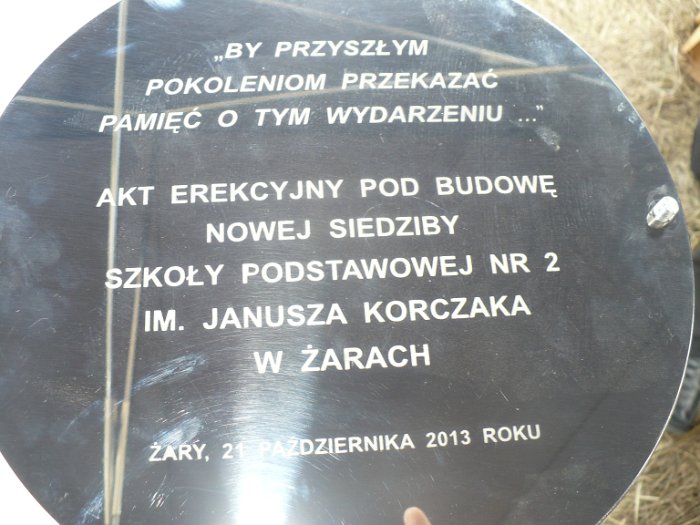 „BY PRZYSZŁYM
POKOLENIOM PRZEKAZAĆ
PAMIĘĆ O TYM WYDARZENIU ..."
AKT EREKCYJNY POD BUDOWĘ
NOWEJ SIEDZIBY
SZKOŁY PODSTAWOWEJ NR 2
IM. JANUSZA KORCZAKA
W ŻARACH
ŻARY, 21 PAŹDZIERNIKA 2013 ROKU